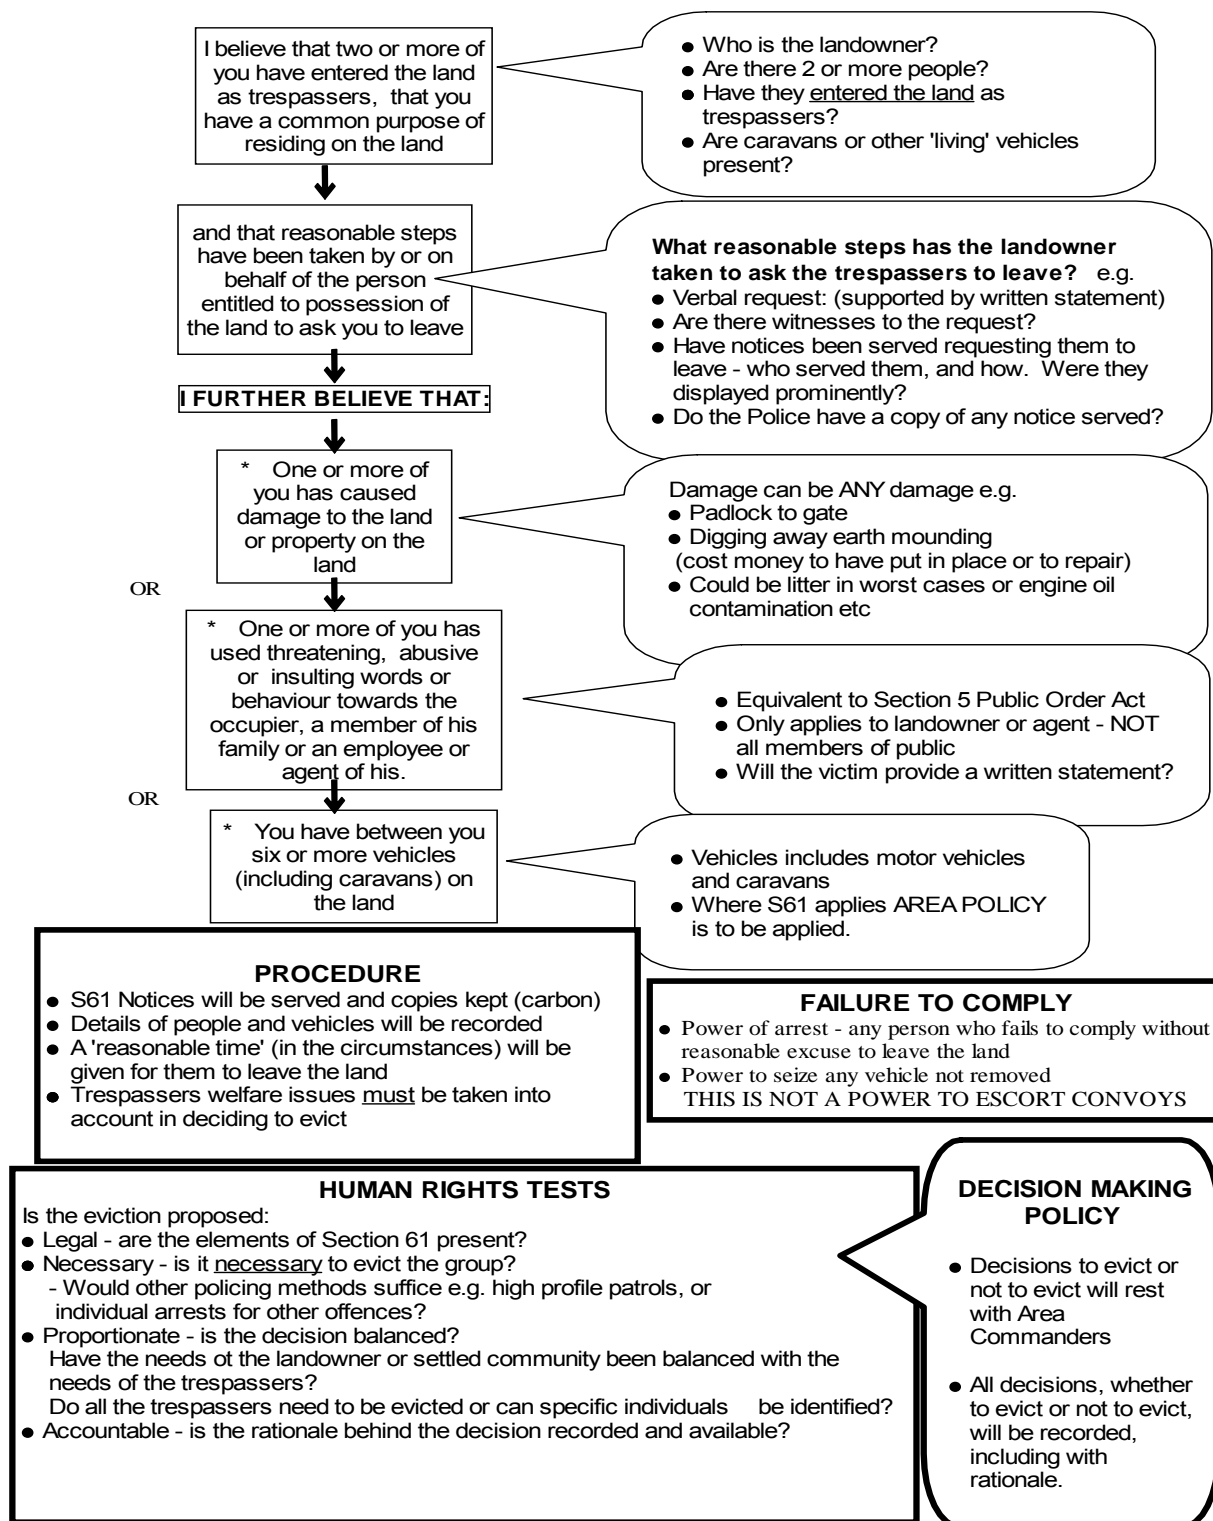 I believe that two or more of
you have entered the land
as trespassers, that you
have a common purpose of
residing on the land
● Who is the landowner?
● Are there 2 or more people?
● Have they entered the land as
trespassers?
● Are caravans or other 'living' vehicles
present?
and that reasonable steps
have been taken by or on
behalf of the person
entitled to possession of
the land to ask you to leave
What reasonable steps has the landowner
taken to ask the trespassers to leave? e.g.
● Verbal request: (supported by written statement)
● Are there witnesses to the request?
● Have notices been served requesting them to
leave - who served them, and how. Were they
displayed prominently?
● Do the Police have a copy of any notice served?
I FURTHER BELIEVE THAT:
* One or more of
you has caused
damage to the land
or property on the
land
Damage can be ANY damage e.g.
● Padlock to gate
● Digging away earth mounding
(cost money to have put in place or to repair)
● Could be litter in worst cases or engine oil
contamination etc
OR
* One or more of you has
used threatening, abusive
or insulting words or
behaviour towards the
occupier, a member of his
family or an employee or
agent of his.
● Equivalent to Section 5 Public Order Act
● Only applies to landowner or agent - NOT
all members of public
● Will the victim provide a written statement?
OR
* You have between you
six or more vehicles
(including caravans) on
the land
● Vehicles includes motor vehicles
and caravans
● Where S61 applies AREA POLICY
is to be applied.
PROCEDURE
● S61 Notices will be served and copies kept (carbon)
● Details of people and vehicles will be recorded
● A 'reasonable time' (in the circumstances) will be
given for them to leave the land
● Trespassers welfare issues must be taken into
account in deciding to evict
FAILURE TO COMPLY
● Power of arrest - any person who fails to comply without
reasonable excuse to leave the land
● Power to seize any vehicle not removed
THIS IS NOT A POWER TO ESCORT CONVOYS
HUMAN RIGHTS TESTS
Is the eviction proposed:
● Legal - are the elements of Section 61 present?
● Necessary - is it necessary to evict the group?
- Would other policing methods suffice e.g. high profile patrols, or
individual arrests for other offences?
● Proportionate - is the decision balanced?
Have the needs ot the landowner or settled community been balanced with the
needs of the trespassers?
Do all the trespassers need to be evicted or can specific individuals be identified?
● Accountable - is the rationale behind the decision recorded and available?
DECISION MAKING
POLICY
● Decisions to evict or
not to evict will rest
with Area
Commanders
● All decisions, whether
to evict or not to evict,
will be recorded,
including with
rationale.